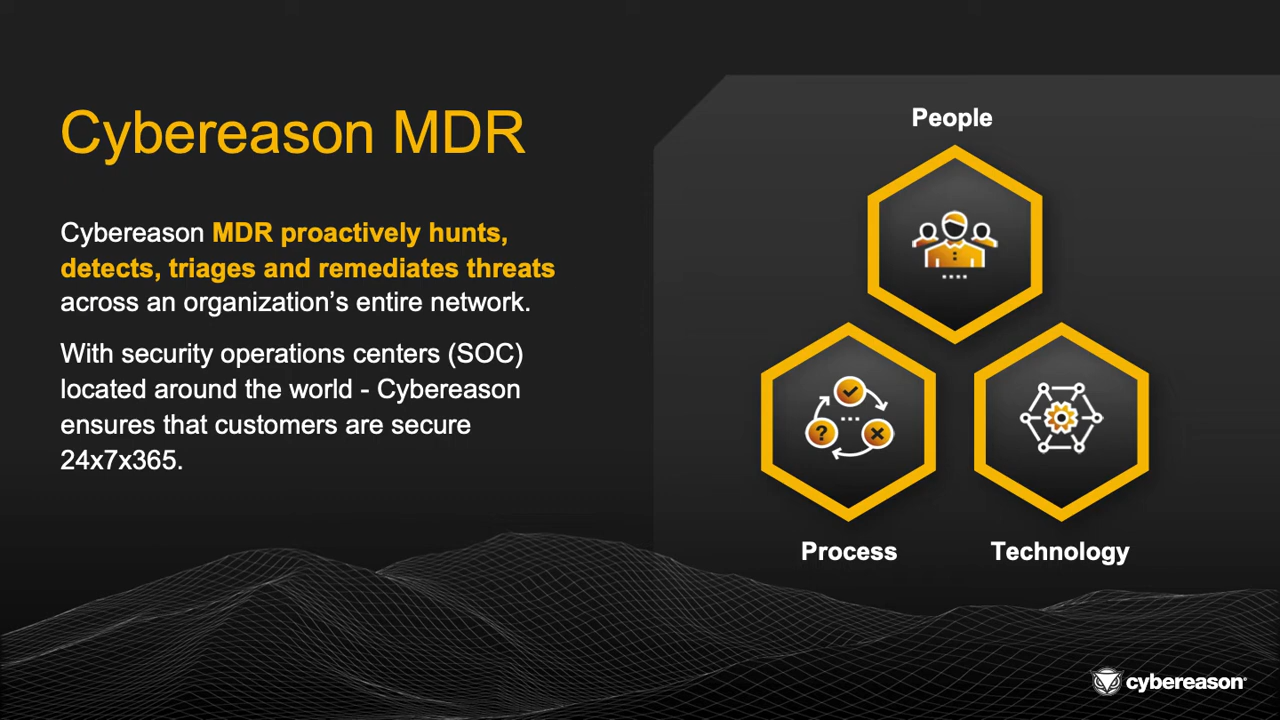 Cybereason MDR
Cybereason MDR proactively hunts,
detects, triages and remediates threats
across an organization’s entire network.
With security operations centers (SOC)
located around the world - Cybereason
ensures that customers are secure
24x7x365.
People
Process
Technology
cybereason®